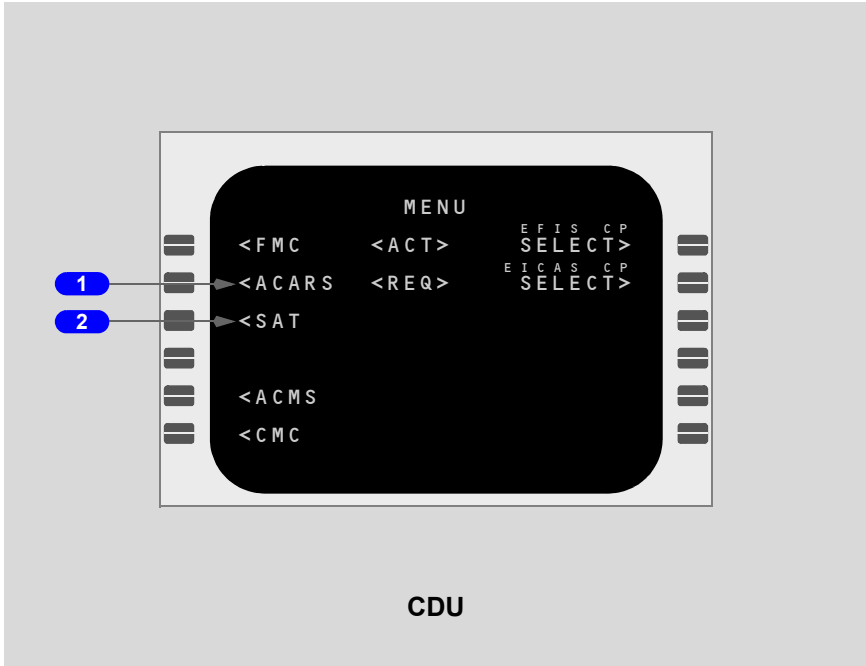 MENU
EFIS CP
<FMC <ACT> SELECT>
EICAS CP
1 <ACARS <REQ> SELECT>
2 <SAT
<ACMS
<CMC
CDU